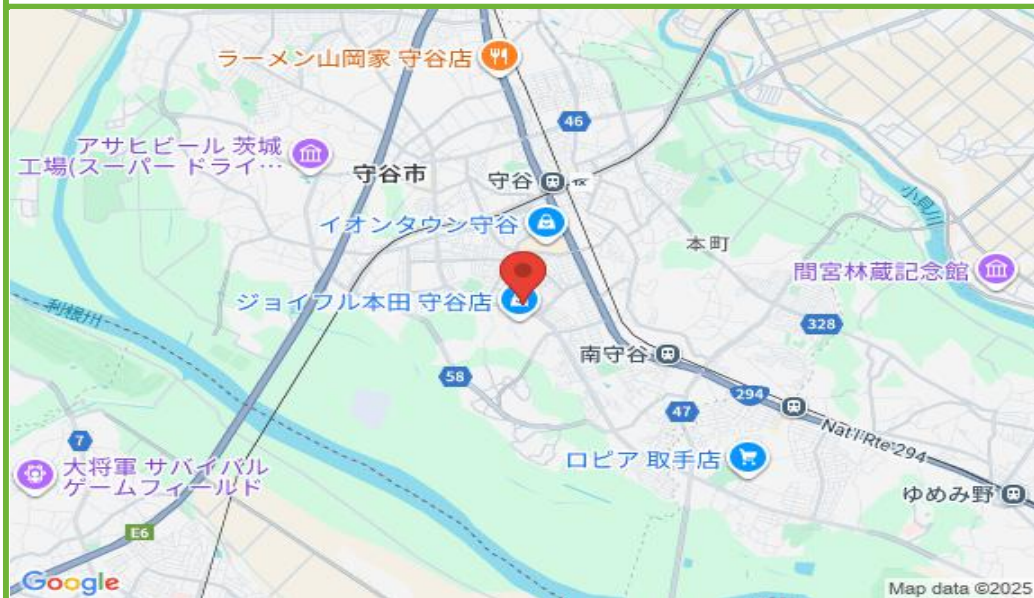 ラーメン山岡家 守谷店
46
アサヒビール 茨城
工場(スーパー ドライ…
守谷市
守谷
小貝川
イオンタウン守谷
本町
間宮林蔵記念館
ジョイフル本田 守谷店
利根川
328
南守谷
58
294
47
7
Nat'l Rte 294
大将軍 サバイバル
ゲームフィールド
ロピア 取手店
ゆめみ野
E6
Google
Map data ©2025